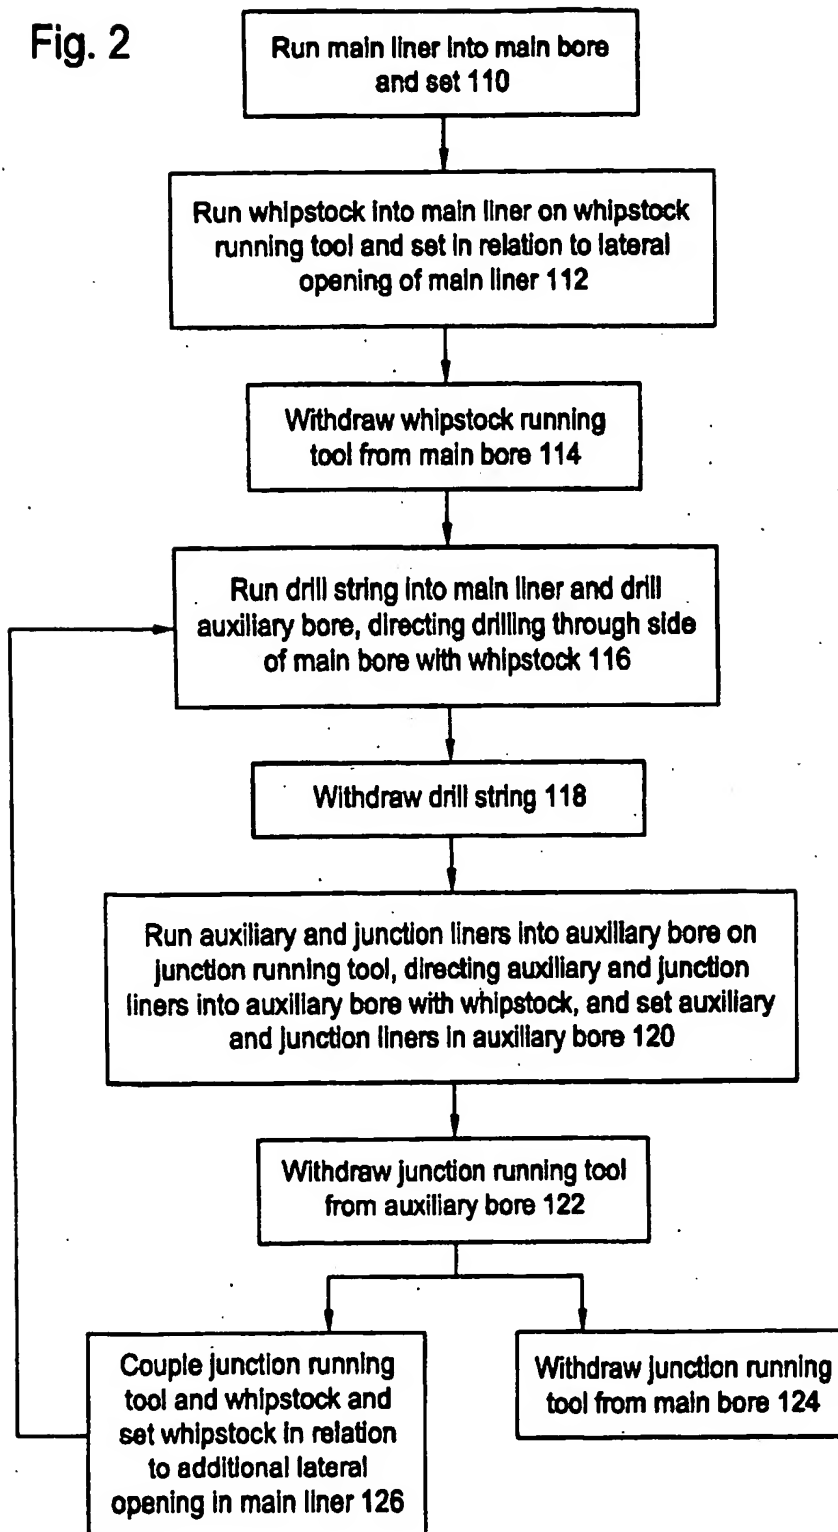 Fig. 2
Run main liner into main bore
and set 110
Run whipstock into main liner on whipstock
running tool and set in relation to lateral
opening of main liner 112
Withdraw whipstock running
tool from main bore 114
Run drill string into main liner and drill
auxiliary bore, directing drilling through side
of main bore with whipstock 116
Withdraw drill string 118
Run auxiliary and junction liners into auxiliary bore on
junction running tool, directing auxiliary and junction
liners into auxiliary bore with whipstock, and set auxiliary
and junction liners in auxiliary bore 120
Withdraw junction running tool
from auxiliary bore 122
Couple junction running
tool and whipstock and
set whipstock in relation
to additional lateral
opening in main liner 126
Withdraw junction running
tool from main bore 124